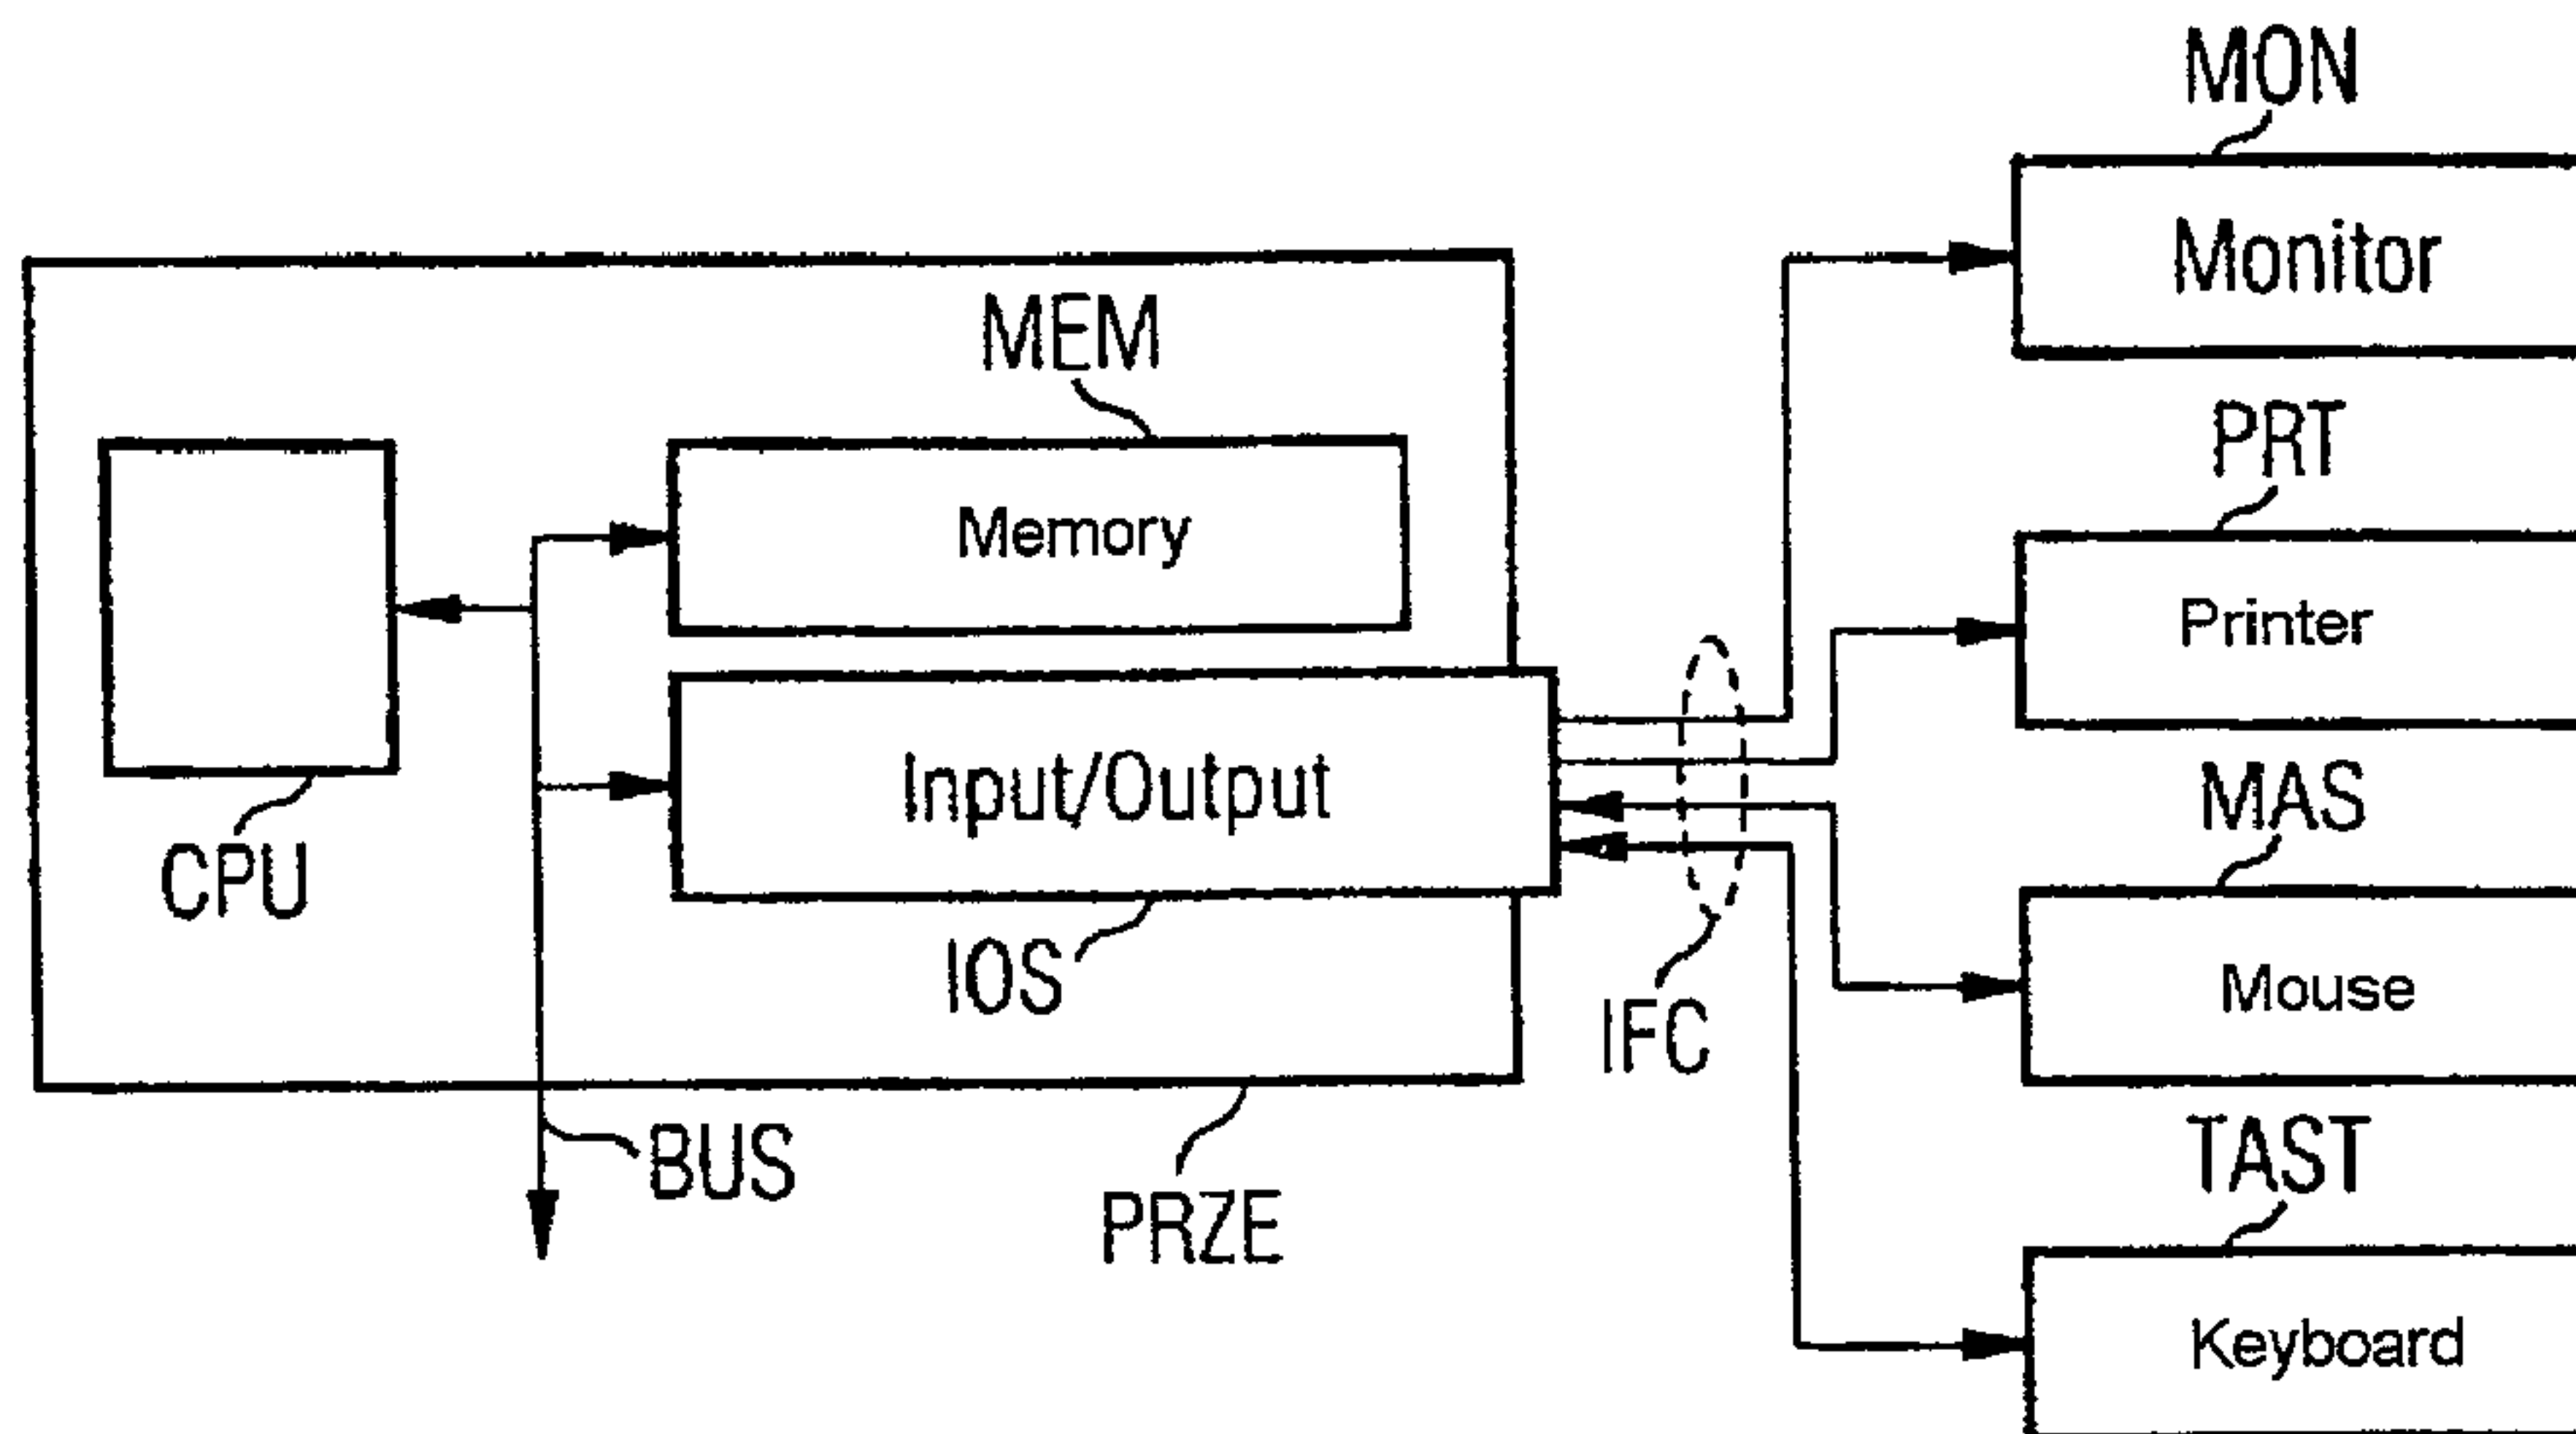 MON
Monitor
MEM
Memory
PRT
Printer
Input/Output
MAS
CPU
IOS
IFC
Mouse
BUS
PRZE
TAST
Keyboard